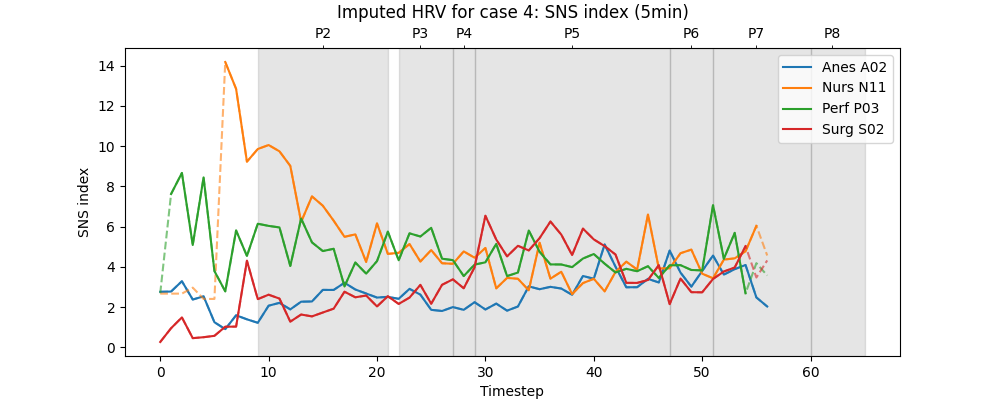 Imputed HRV for case 4: SNS index (5min)
P2 P3 P4 P5 P6 P7 P8
14
12
10
8
6
4
2
0
SNS index
Anes A02
Nurs N11
Perf P03
Surg S02
0 10 20 30 40 50 60
Timestep